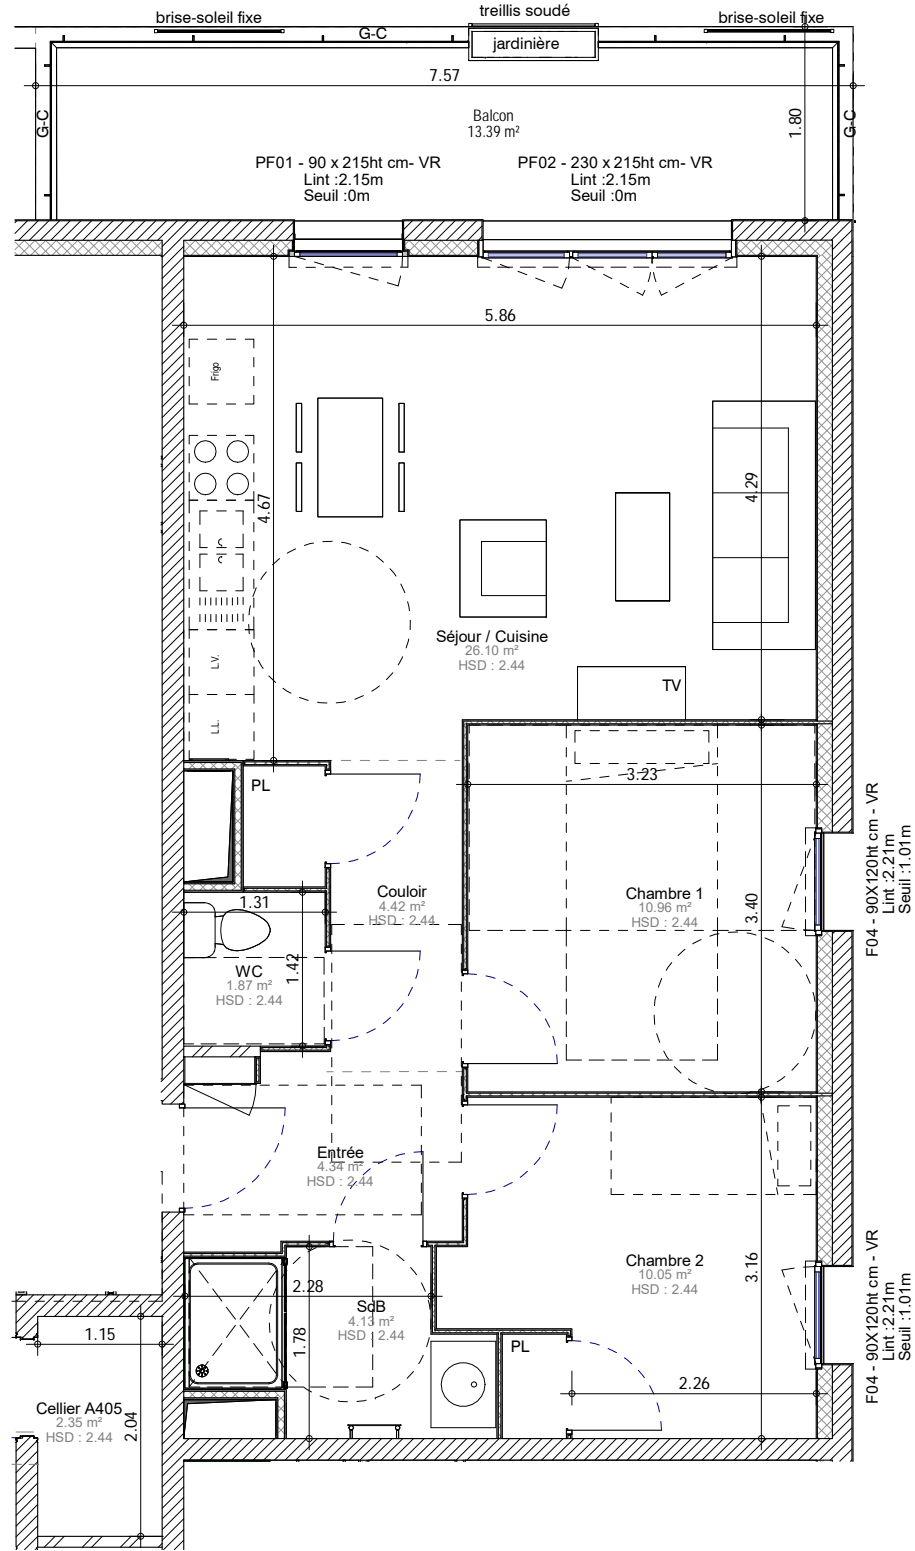 brise-soleil fixe
treillis soudé
brise-soleil fixe
G-C
jardinière
7.57
G-C
Balcon
13.39 m²
1.80
G-C
PF01 - 90 x 215ht cm- VR
Lint :2.15m
Seuil :0m
PF02 - 230 x 215ht cm- VR
Lint :2.15m
Seuil :0m
5.86
Frigo
4.67
4.29
Séjour / Cuisine
26.10 m²
HSD : 2.44
L.V.
L.L.
TV
PL
3.23
Couloir
4.42 m²
HSD : 2.44
Chambre 1
10.96 m²
HSD : 2.44
3.40
F04 - 90X120ht cm - VR
Lint :2.21m
Seuil :1.01m
1.31
1.42
WC
1.87 m²
HSD : 2.44
Entrée
4.34 m²
HSD : 2.44
Chambre 2
10.05 m²
HSD : 2.44
3.16
F04 - 90X120ht cm - VR
Lint :2.21m
Seuil :1.01m
2.28
SdB
4.13 m²
HSD : 2.44
1.78
PL
2.26
1.15
Cellier A405
2.35 m²
HSD : 2.44
2.04